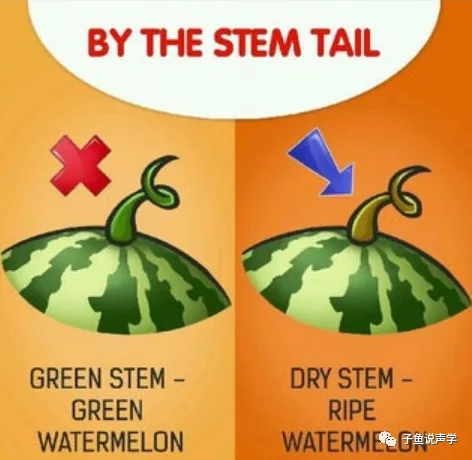 BY THE STEM TAIL
GREEN STEM –
GREEN
WATERMELON
DRY STEM –
RIPE
WATERMELON
子鱼说声学